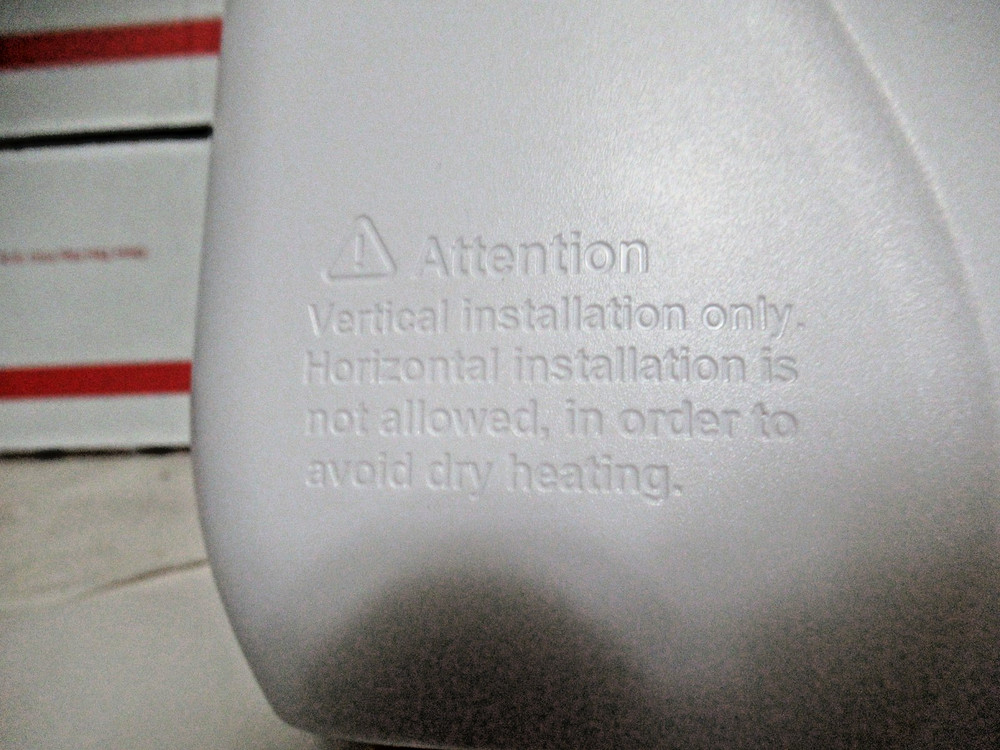 Attention
Vertical installation only.
Horizontal installation is
not allowed, in order to
avoid dry heating.